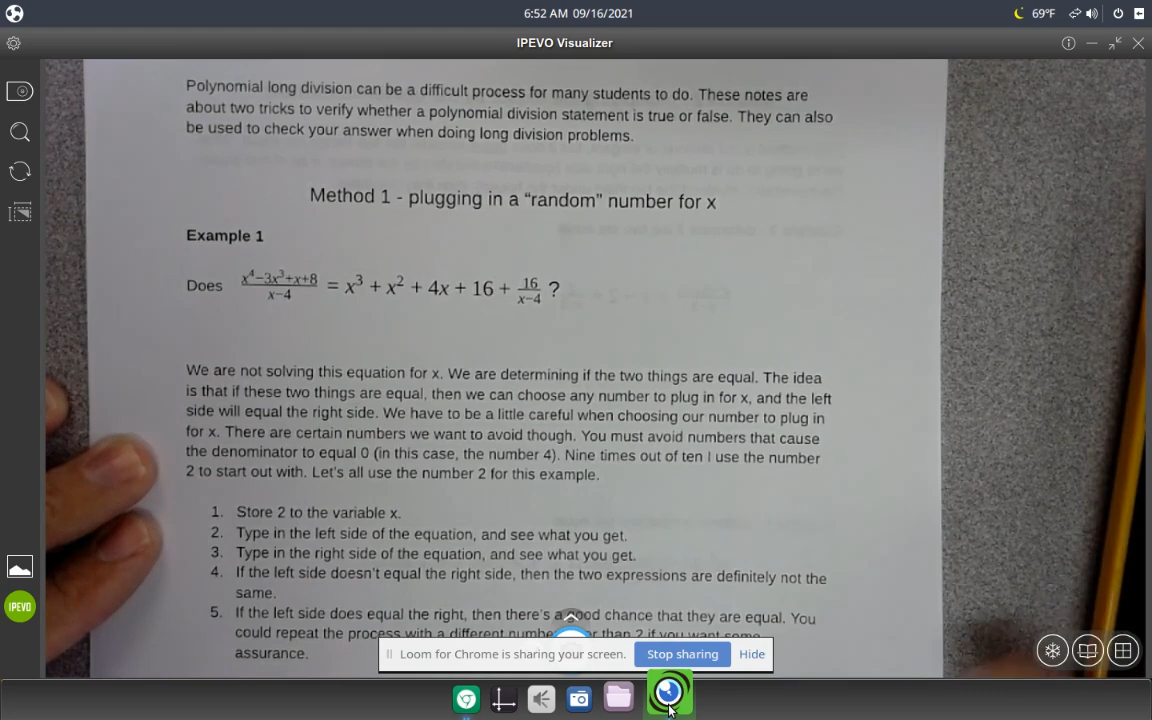 6:52 AM 09/16/2021
69°F
IPEVO Visualizer
Polynomial long division can be a difficult process for many students to do. These notes are
about two tricks to verify whether a polynomial division statement is true or false. They can also
be used to check your answer when doing long division problems.
Method 1 - plugging in a “random” number for x
Example 1
Does (x⁴−3x³+x+8)/(x−4) = x³ + x² + 4x + 16 + 16/(x−4) ?
We are not solving this equation for x. We are determining if the two things are equal. The idea
is that if these two things are equal, then we can choose any number to plug in for x, and the left
side will equal the right side. We have to be a little careful when choosing our number to plug in
for x. There are certain numbers we want to avoid though. You must avoid numbers that cause
the denominator to equal 0 (in this case, the number 4). Nine times out of ten I use the number
2 to start out with. Let's all use the number 2 for this example.
1. Store 2 to the variable x.
2. Type in the left side of the equation, and see what you get.
3. Type in the right side of the equation, and see what you get.
4. If the left side doesn't equal the right side, then the two expressions are definitely not the
same.
5. If the left side does equal the right, then there's a good chance that they are equal. You
could repeat the process with a different number than 2 if you want some
assurance.
Loom for Chrome is sharing your screen.
Stop sharing
Hide
IPEVO